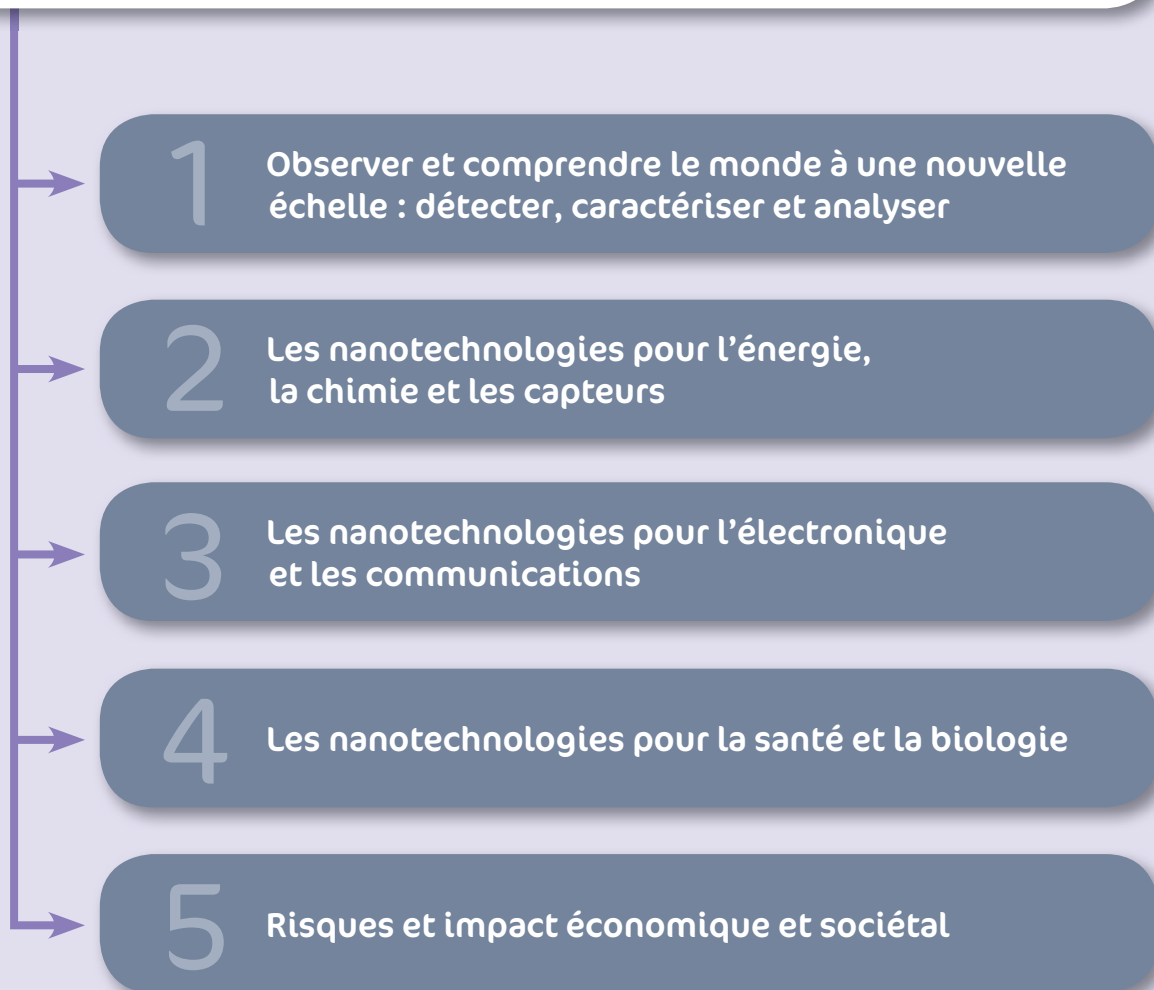 1
Observer et comprendre le monde à une nouvelle
échelle : détecter, caractériser et analyser
2
Les nanotechnologies pour l’énergie,
la chimie et les capteurs
3
Les nanotechnologies pour l’électronique
et les communications
4
Les nanotechnologies pour la santé et la biologie
5
Risques et impact économique et sociétal